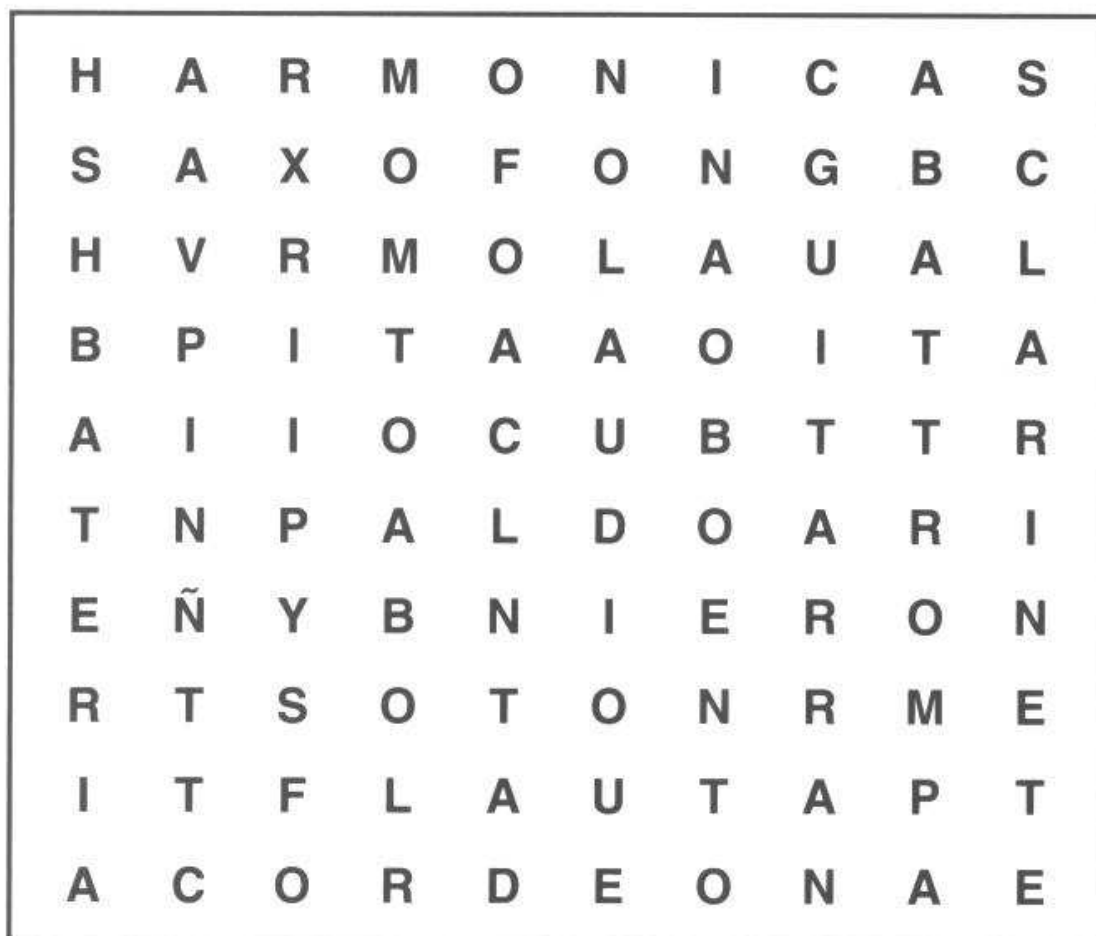 H A R M O N I C A S
S A X O F O N G B C
H V R M O L A U A L
B P I T A A O I T A
A I I O C U B T T R
T N P A L D O A R I
E Ñ Y B N I E R O N
R T S O T O N R M E
I T F L A U T A P T
A C O R D E O N A E